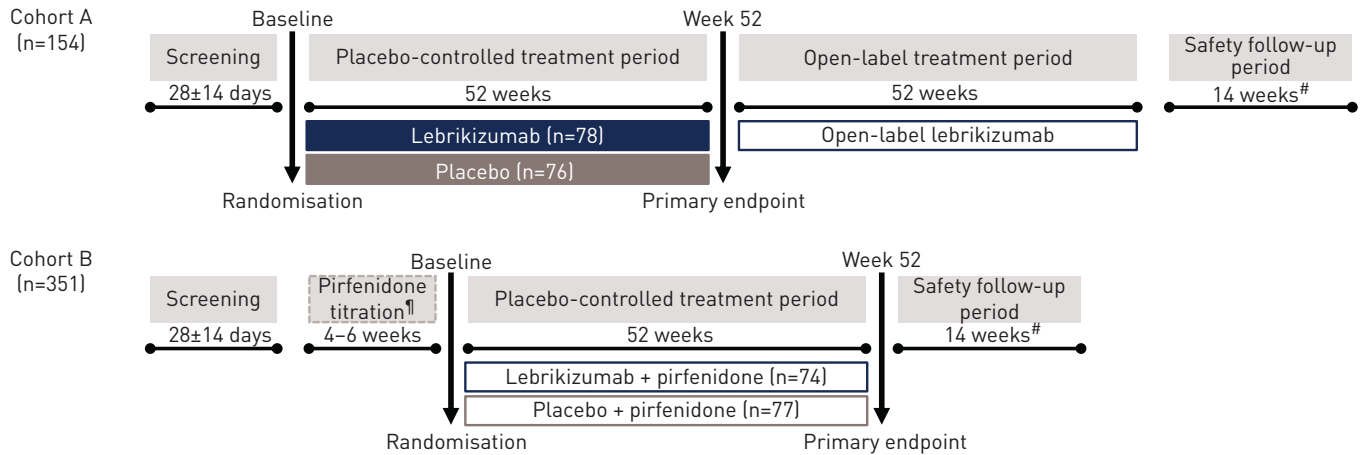 Cohort A
(n=154)
Baseline
Week 52
Screening
Placebo-controlled treatment period
Open-label treatment period
Safety follow-up
period
28±14 days
52 weeks
52 weeks
14 weeks#
Lebrikizumab (n=78)
Open-label lebrikizumab
Placebo (n=76)
Randomisation
Primary endpoint
Cohort B
(n=351)
Baseline
Week 52
Screening
Pirfenidone
titration¶
Placebo-controlled treatment period
Safety follow-up
period
28±14 days
4–6 weeks
52 weeks
14 weeks#
Lebrikizumab + pirfenidone (n=74)
Placebo + pirfenidone (n=77)
Randomisation
Primary endpoint